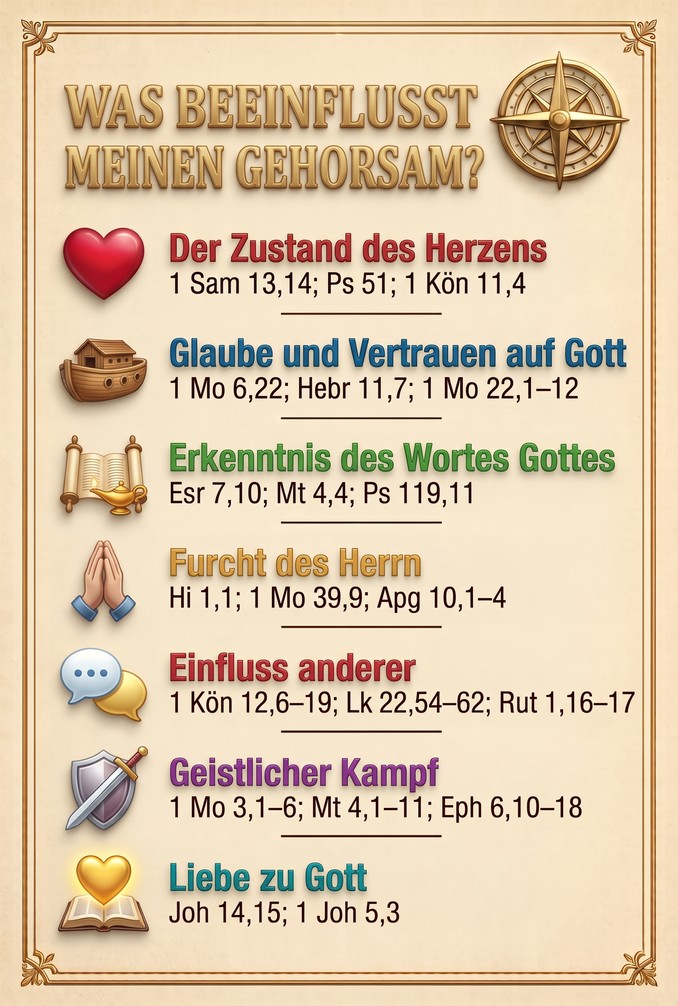 WAS BEEINFLUSST
MEINEN GEHORSAM?
Der Zustand des Herzens
1 Sam 13,14; Ps 51; 1 Kön 11,4
Glaube und Vertrauen auf Gott
1 Mo 6,22; Hebr 11,7; 1 Mo 22,1–12
Erkenntnis des Wortes Gottes
Esr 7,10; Mt 4,4; Ps 119,11
Furcht des Herrn
Hi 1,1; 1 Mo 39,9; Apg 10,1–4
Einfluss anderer
1 Kön 12,6–19; Lk 22,54–62; Rut 1,16–17
Geistlicher Kampf
1 Mo 3,1–6; Mt 4,1–11; Eph 6,10–18
Liebe zu Gott
Joh 14,15; 1 Joh 5,3